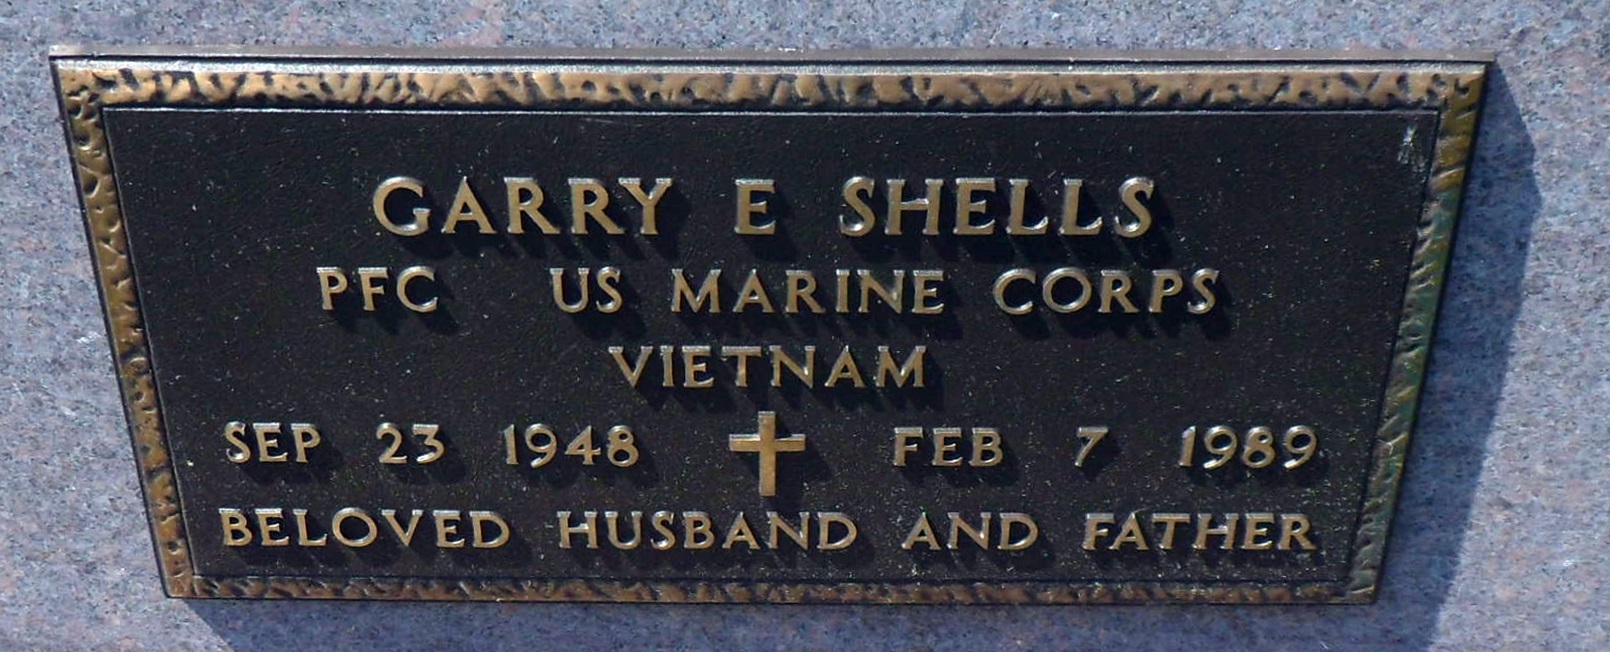 GARRY E SHELLS
PFC US MARINE CORPS
VIETNAM
SEP 23 1948 FEB 7 1989
BELOVED HUSBAND AND FATHER